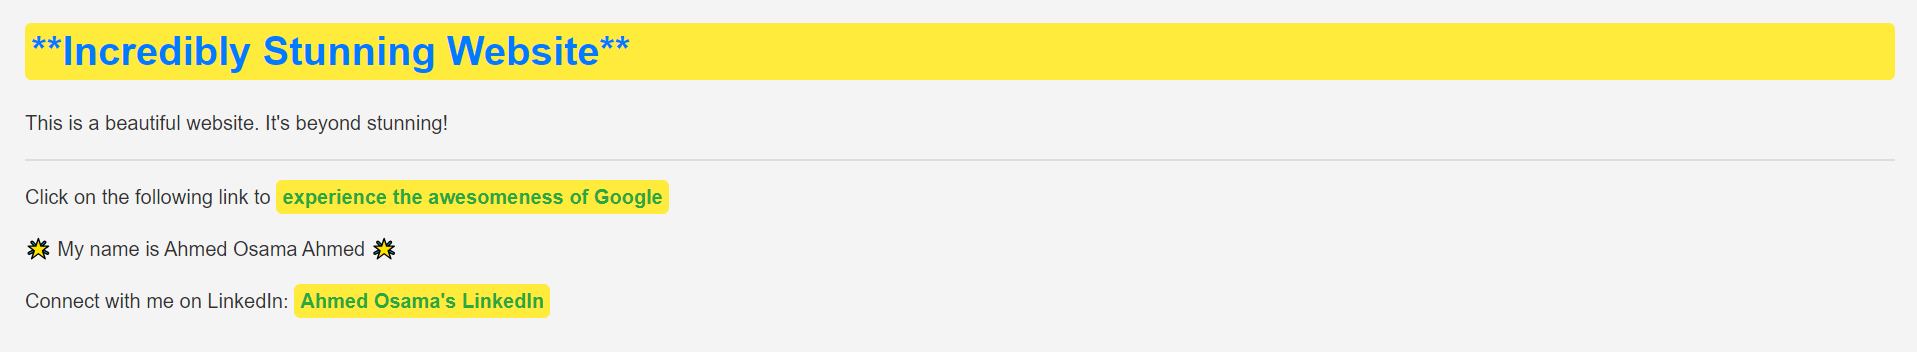 **Incredibly Stunning Website**
This is a beautiful website. It's beyond stunning!
Click on the following link to experience the awesomeness of Google
🌟 My name is Ahmed Osama Ahmed 🌟
Connect with me on LinkedIn: Ahmed Osama's LinkedIn